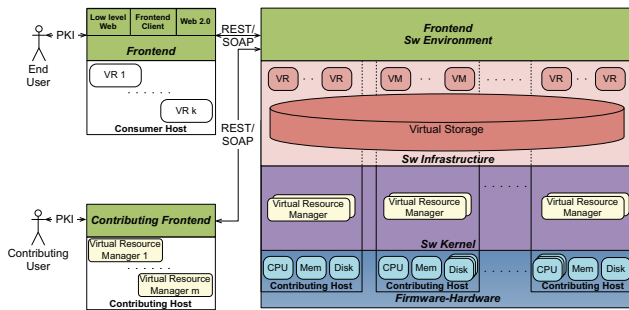 Low level Web
Frontend Client
Web 2.0
Frontend
VR 1
. . . . . .
VR k
Consumer Host
PKI
End User
REST/ SOAP
REST/ SOAP
PKI
Contributing User
Contributing Frontend
Virtual Resource Manager 1
. . . . . .
Virtual Resource Manager m
Contributing Host
Frontend
Sw Environment
VR . . VR VM . . VM . . . . . . VR . . VR
Virtual Storage
Sw Infrastructure
Virtual Resource Manager
Virtual Resource Manager
. . . . . .
Virtual Resource Manager
Sw Kernel
CPU Mem Disk CPU Mem Disk . . . . . . CPU Mem Disk
Contributing Host Contributing Host Contributing Host
Firmware-Hardware